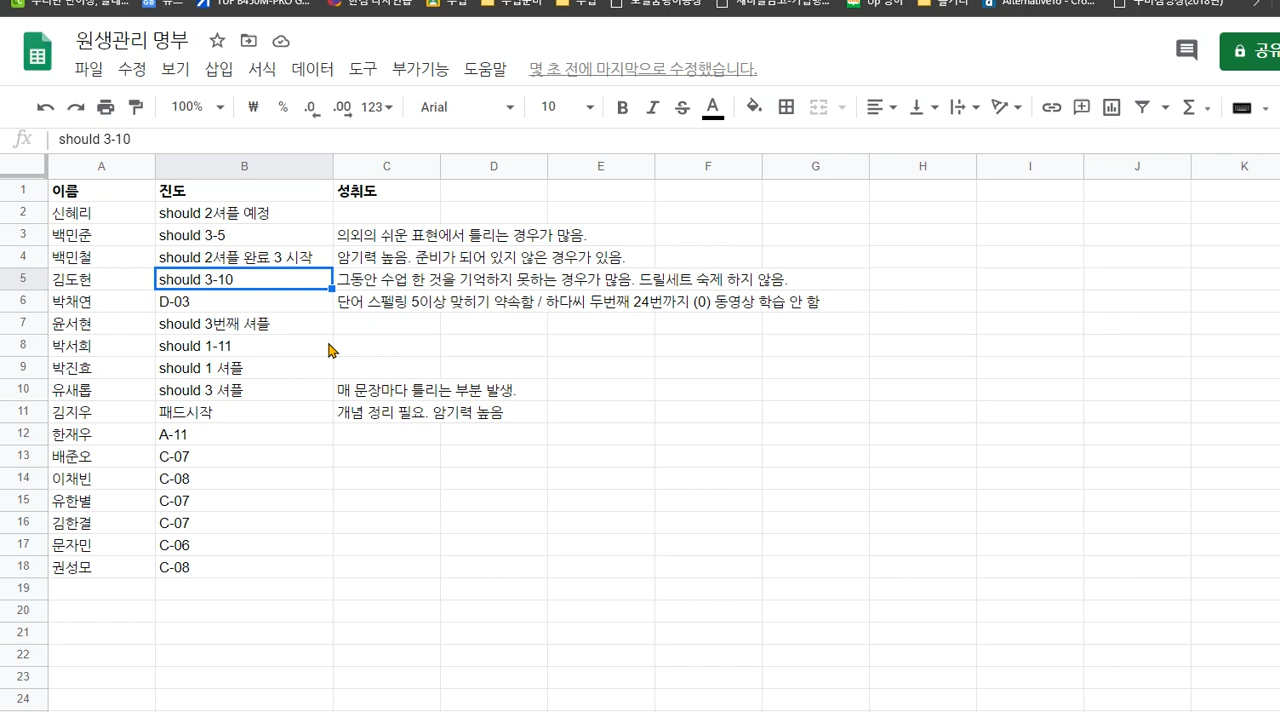 원생관리 명부
파일 수정 보기 삽입 서식 데이터 도구 부가기능 도움말 몇 초 전에 마지막으로 수정했습니다.
공유
100% ₩ % .0 .00 123 Arial 10 B I S A
fx should 3-10
A B C D E F G H I J K
1 이름 진도 성취도
2 신혜리 should 2셔플 예정
3 백민준 should 3-5 의외의 쉬운 표현에서 틀리는 경우가 많음.
4 백민철 should 2셔플 완료 3 시작 암기력 높음. 준비가 되어 있지 않은 경우가 있음.
5 김도헌 should 3-10 그동안 수업 한 것을 기억하지 못하는 경우가 많음. 드릴세트 숙제 하지 않음.
6 박채연 D-03 단어 스펠링 5이상 맞히기 약속함 / 하다씨 두번째 24번까지 (0) 동영상 학습 안 함
7 윤서현 should 3번째 셔플
8 박서희 should 1-11
9 박진효 should 1 셔플
10 유새롭 should 3 셔플 매 문장마다 틀리는 부분 발생.
11 김지우 패드시작 개념 정리 필요. 암기력 높음
12 한재우 A-11
13 배준오 C-07
14 이채빈 C-08
15 유한별 C-07
16 김한결 C-07
17 문자민 C-06
18 권성모 C-08
19
20
21
22
23
24